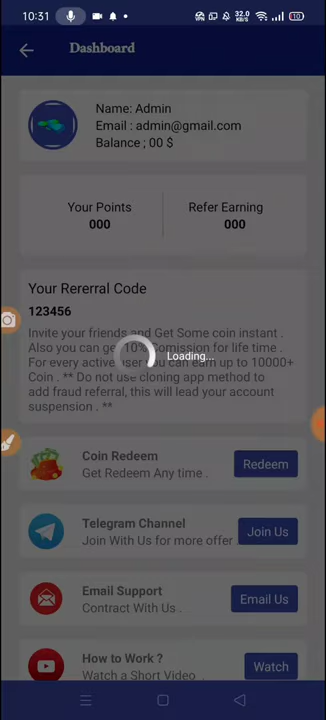 10:31
32.0
KB/S
10
Dashboard
Name: Admin
Email : admin@gmail.com
Balance ; 00 $
Your Points
Refer Earning
000
000
Your Rererral Code
123456
Invite your friends and Get Some coin instant .
Also you can get 10% Comission for life time .
For every active user you can earn up to 10000+
Coin . ** Do not use cloning app method to
add fraud referral, this will lead your account
suspension . **
Loading...
Coin Redeem
Get Redeem Any time .
Redeem
Telegram Channel
Join With Us for more offer .
Join Us
Email Support
Contract With Us .
Email Us
How to Work ?
Watch a Short Video .
Watch